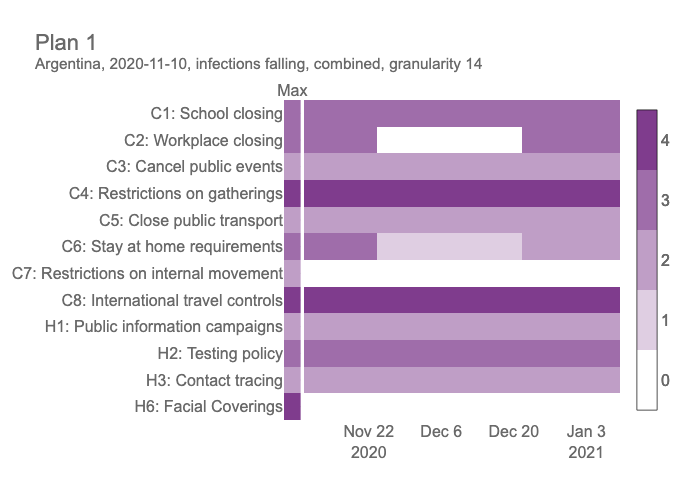 Plan 1
Argentina, 2020-11-10, infections falling, combined, granularity 14
Max
C1: School closing
C2: Workplace closing
C3: Cancel public events
C4: Restrictions on gatherings
C5: Close public transport
C6: Stay at home requirements
C7: Restrictions on internal movement
C8: International travel controls
H1: Public information campaigns
H2: Testing policy
H3: Contact tracing
H6: Facial Coverings
4
3
2
1
0
Nov 22 Dec 6 Dec 20 Jan 3
2020 2021